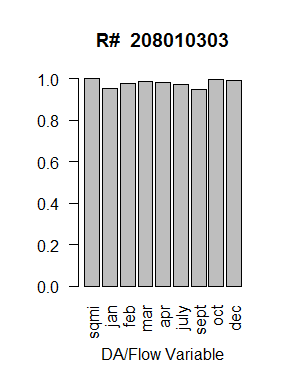 R#  208010303
1.0
0.8
0.6
0.4
0.2
0.0
sqmi
jan
feb
mar
apr
july
sept
oct
dec
DA/Flow Variable